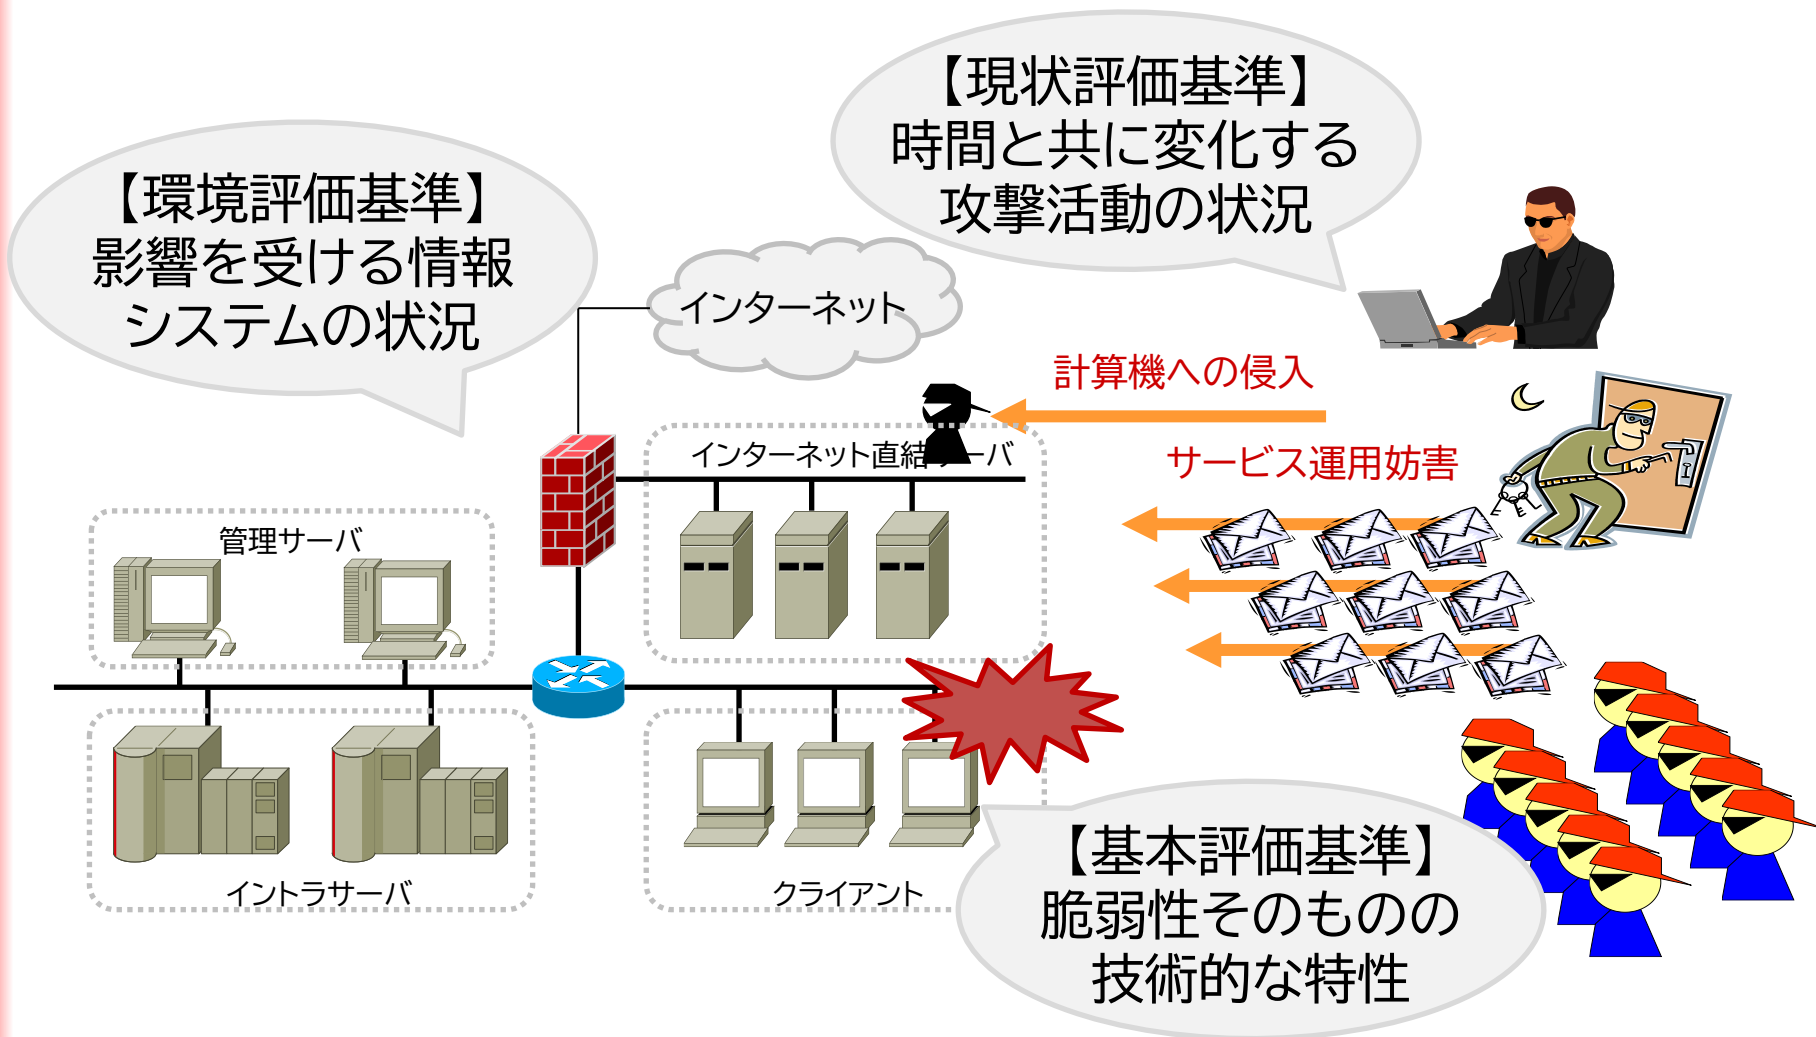 【現状評価基準】
時間と共に変化する
攻撃活動の状況
【環境評価基準】
影響を受ける情報
システムの状況
インターネット
計算機への侵入
インターネット直結サーバ
サービス運用妨害
管理サーバ
イントラサーバ
クライアント
【基本評価基準】
脆弱性そのものの
技術的な特性